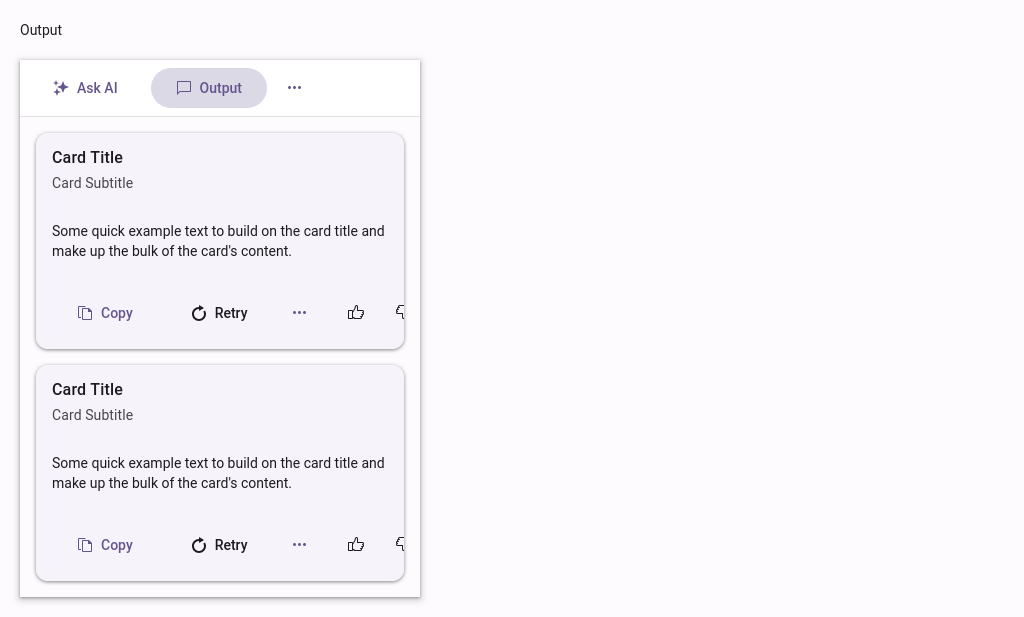 Output
Ask AI
Output
Card Title
Card Subtitle
Some quick example text to build on the card title and
make up the bulk of the card's content.
Copy
Retry
Card Title
Card Subtitle
Some quick example text to build on the card title and
make up the bulk of the card's content.
Copy
Retry